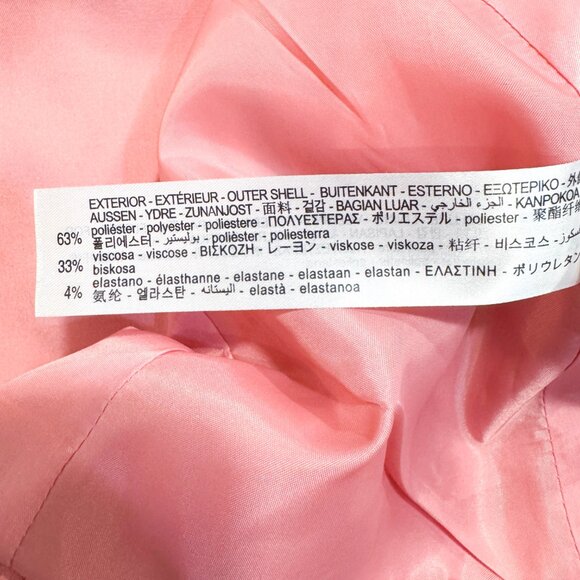 EXTERIOR - EXTÉRIEUR - OUTER SHELL - BUITENKANT - ESTERNO - ΕΞΩΤΕΡΙΚΟ -
AUSSEN - YDRE - ZUNANJOST - 面料 - 겉감 - BAGIAN LUAR - الجزء الخارجي - KANPOKOA
63% poliéster - polyester - poliestere - ΠΟΛΥΕΣΤΕΡΑΣ - ポリエステル - poliester - 聚酯纤维
폴리에스터 - بوليستير - polièster - poliesterra
viscosa - viscose - ΒΙΣΚΟΖΗ - レーヨン - viskose - viskoza - 粘纤 - 비스코스 -
33% biskosa
elastano - élasthanne - elastane - elastaan - elastan - ΕΛΑΣΤΙΝΗ - ポリウレタン
4% 氨纶 - 엘라스탄 - اليستانه - elastà - elastanoa